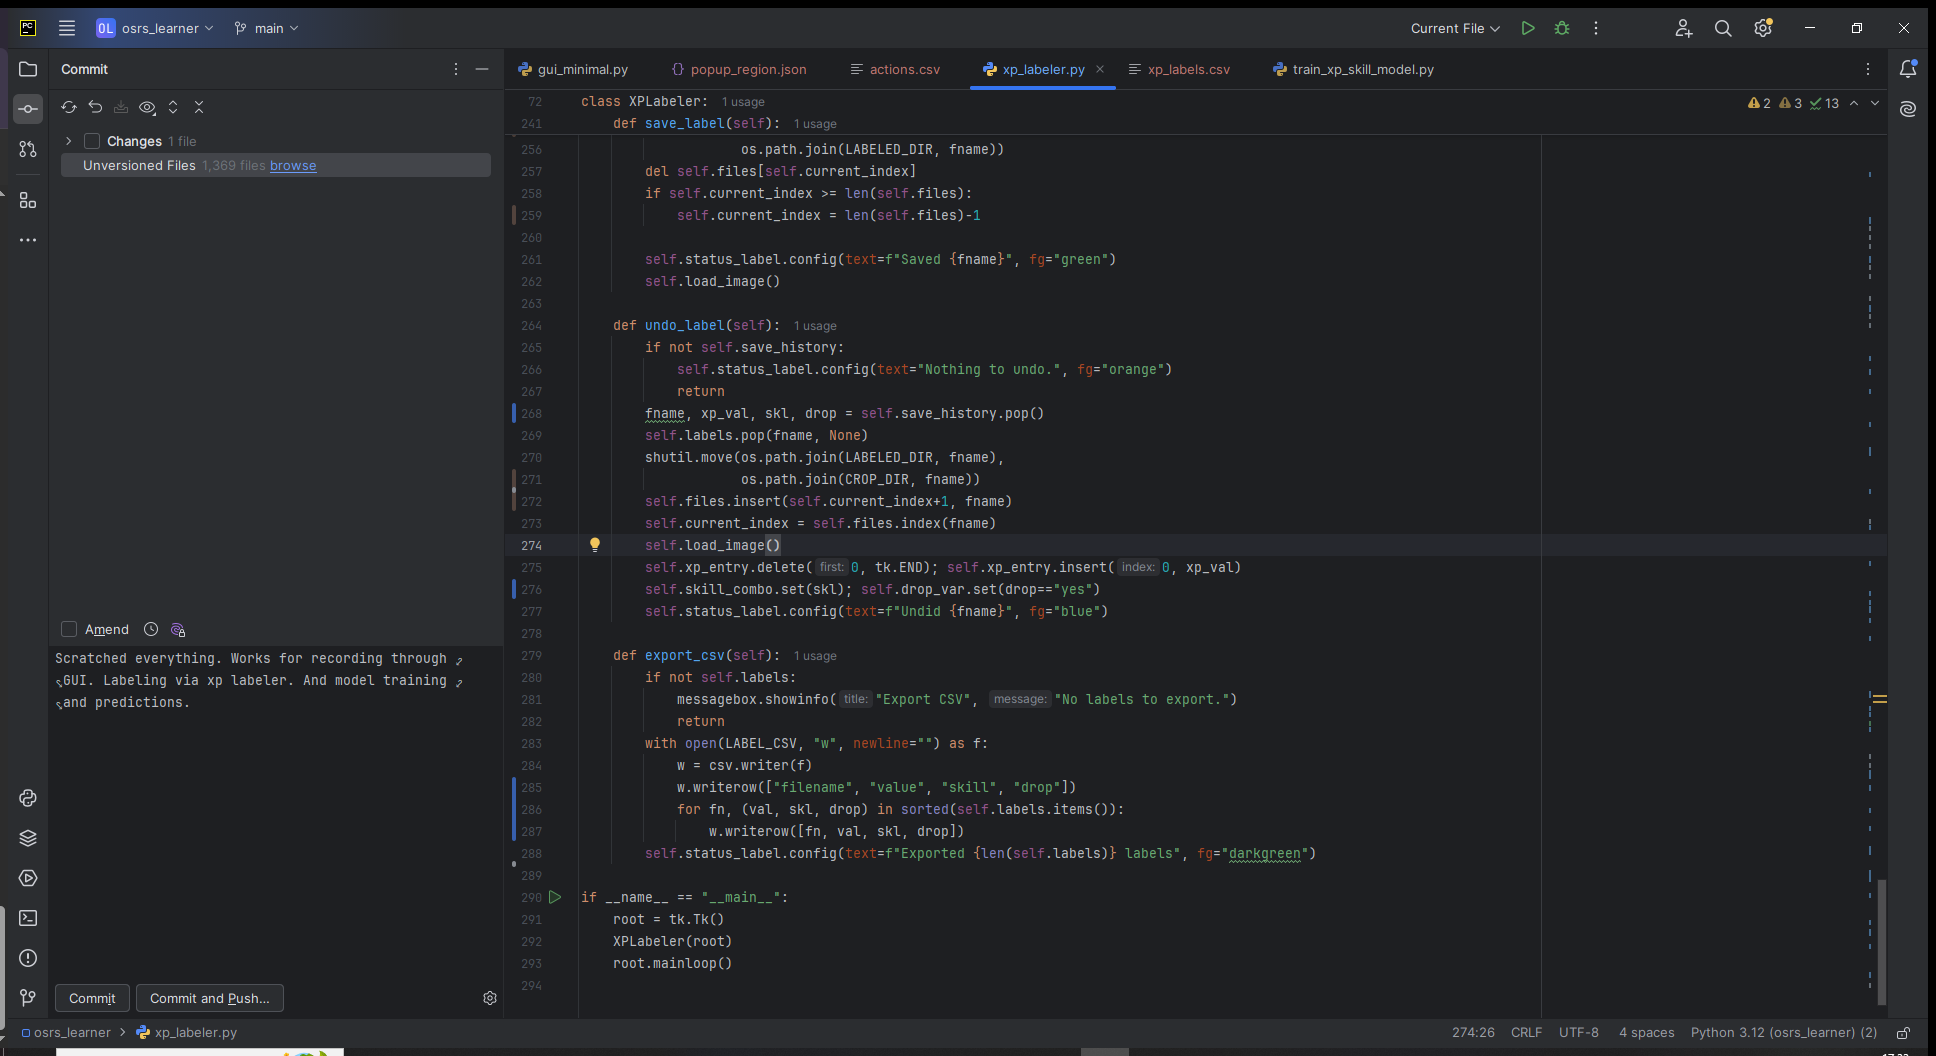 PC
OL osrs_learner
main
Current File
Commit
gui_minimal.py
popup_region.json
actions.csv
xp_labeler.py
xp_labels.csv
train_xp_skill_model.py
Changes 1 file
Unversioned Files 1,369 files browse
2 3 13
72 class XPLabeler: 1 usage
241 def save_label(self): 1 usage
256 os.path.join(LABELED_DIR, fname))
257 del self.files[self.current_index]
258 if self.current_index >= len(self.files):
259 self.current_index = len(self.files)-1
260
261 self.status_label.config(text=f"Saved {fname}", fg="green")
262 self.load_image()
263
264 def undo_label(self): 1 usage
265 if not self.save_history:
266 self.status_label.config(text="Nothing to undo.", fg="orange")
267 return
268 fname, xp_val, skl, drop = self.save_history.pop()
269 self.labels.pop(fname, None)
270 shutil.move(os.path.join(LABELED_DIR, fname),
271 os.path.join(CROP_DIR, fname))
272 self.files.insert(self.current_index+1, fname)
273 self.current_index = self.files.index(fname)
274 self.load_image()
275 self.xp_entry.delete( first: 0, tk.END); self.xp_entry.insert( index: 0, xp_val)
276 self.skill_combo.set(skl); self.drop_var.set(drop=="yes")
277 self.status_label.config(text=f"Undid {fname}", fg="blue")
278
279 def export_csv(self): 1 usage
280 if not self.labels:
281 messagebox.showinfo( title: "Export CSV", message: "No labels to export.")
282 return
283 with open(LABEL_CSV, "w", newline="") as f:
284 w = csv.writer(f)
285 w.writerow(["filename", "value", "skill", "drop"])
286 for fn, (val, skl, drop) in sorted(self.labels.items()):
287 w.writerow([fn, val, skl, drop])
288 self.status_label.config(text=f"Exported {len(self.labels)} labels", fg="darkgreen")
289
290 if __name__ == "__main__":
291 root = tk.Tk()
292 XPLabeler(root)
293 root.mainloop()
294
Amend
Scratched everything. Works for recording through
GUI. Labeling via xp labeler. And model training
and predictions.
Commit
Commit and Push...
osrs_learner > xp_labeler.py
274:26 CRLF UTF-8 4 spaces Python 3.12 (osrs_learner) (2)